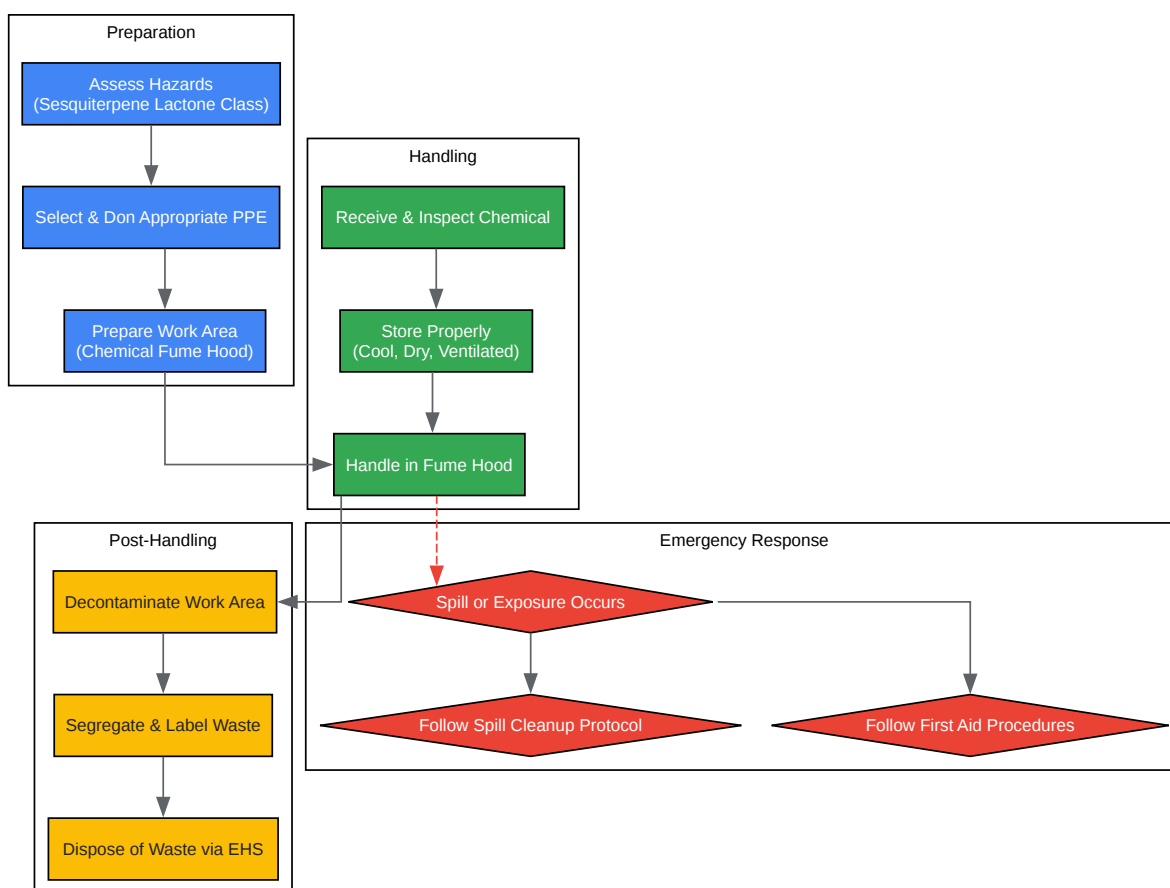 Preparation
Assess Hazards
(Sesquiterpene Lactone Class)
Select & Don Appropriate PPE
Prepare Work Area
(Chemical Fume Hood)
Handling
Receive & Inspect Chemical
Store Properly
(Cool, Dry, Ventilated)
Handle in Fume Hood
Post-Handling
Decontaminate Work Area
Segregate & Label Waste
Dispose of Waste via EHS
Emergency Response
Spill or Exposure Occurs
Follow Spill Cleanup Protocol
Follow First Aid Procedures